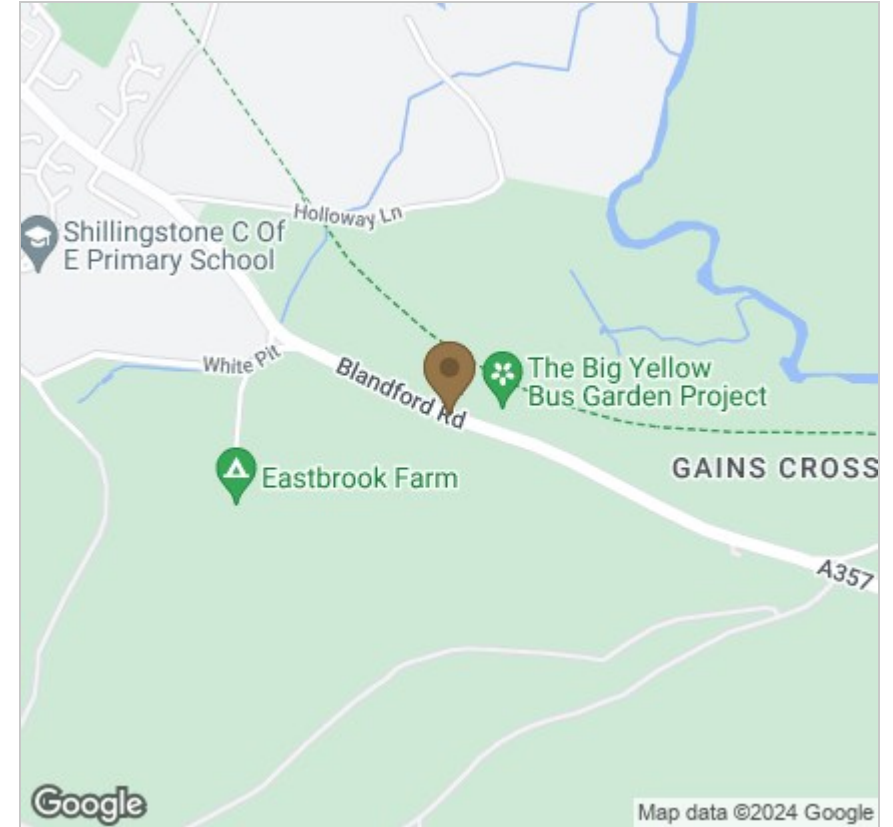 Holloway Ln
Shillingstone C Of
E Primary School
White Pit
Blandford Rd
The Big Yellow
Bus Garden Project
GAINS CROSS
Eastbrook Farm
A357
Google
Map data ©2024 Google